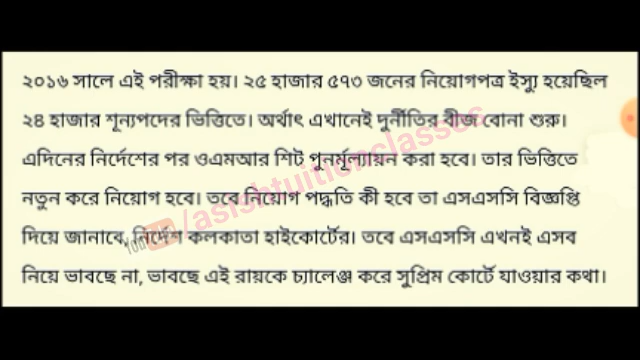 ২০১৬ সালে এই পরীক্ষা হয়। ২৫ হাজার ৫৭৩ জনের নিয়োগপত্র ইস্যু হয়েছিল
২৪ হাজার শূন্যপদের ভিত্তিতে। অর্থাৎ এখানেই দুর্নীতির বীজ বোনা শুরু।
এদিনের নির্দেশের পর ওএমআর শিট পুনর্মূল্যায়ন করা হবে। তার ভিত্তিতে
নতুন করে নিয়োগ হবে। তবে নিয়োগ পদ্ধতি কী হবে তা এসএসসি বিজ্ঞপ্তি
দিয়ে জানাবে, নির্দেশ কলকাতা হাইকোর্টের। তবে এসএসসি এখনই এসব
নিয়ে ভাবছে না, ভাবছে এই রায়কে চ্যালেঞ্জ করে সুপ্রিম কোর্টে যাওয়ার কথা।
YouTube/asishtuitionclasses